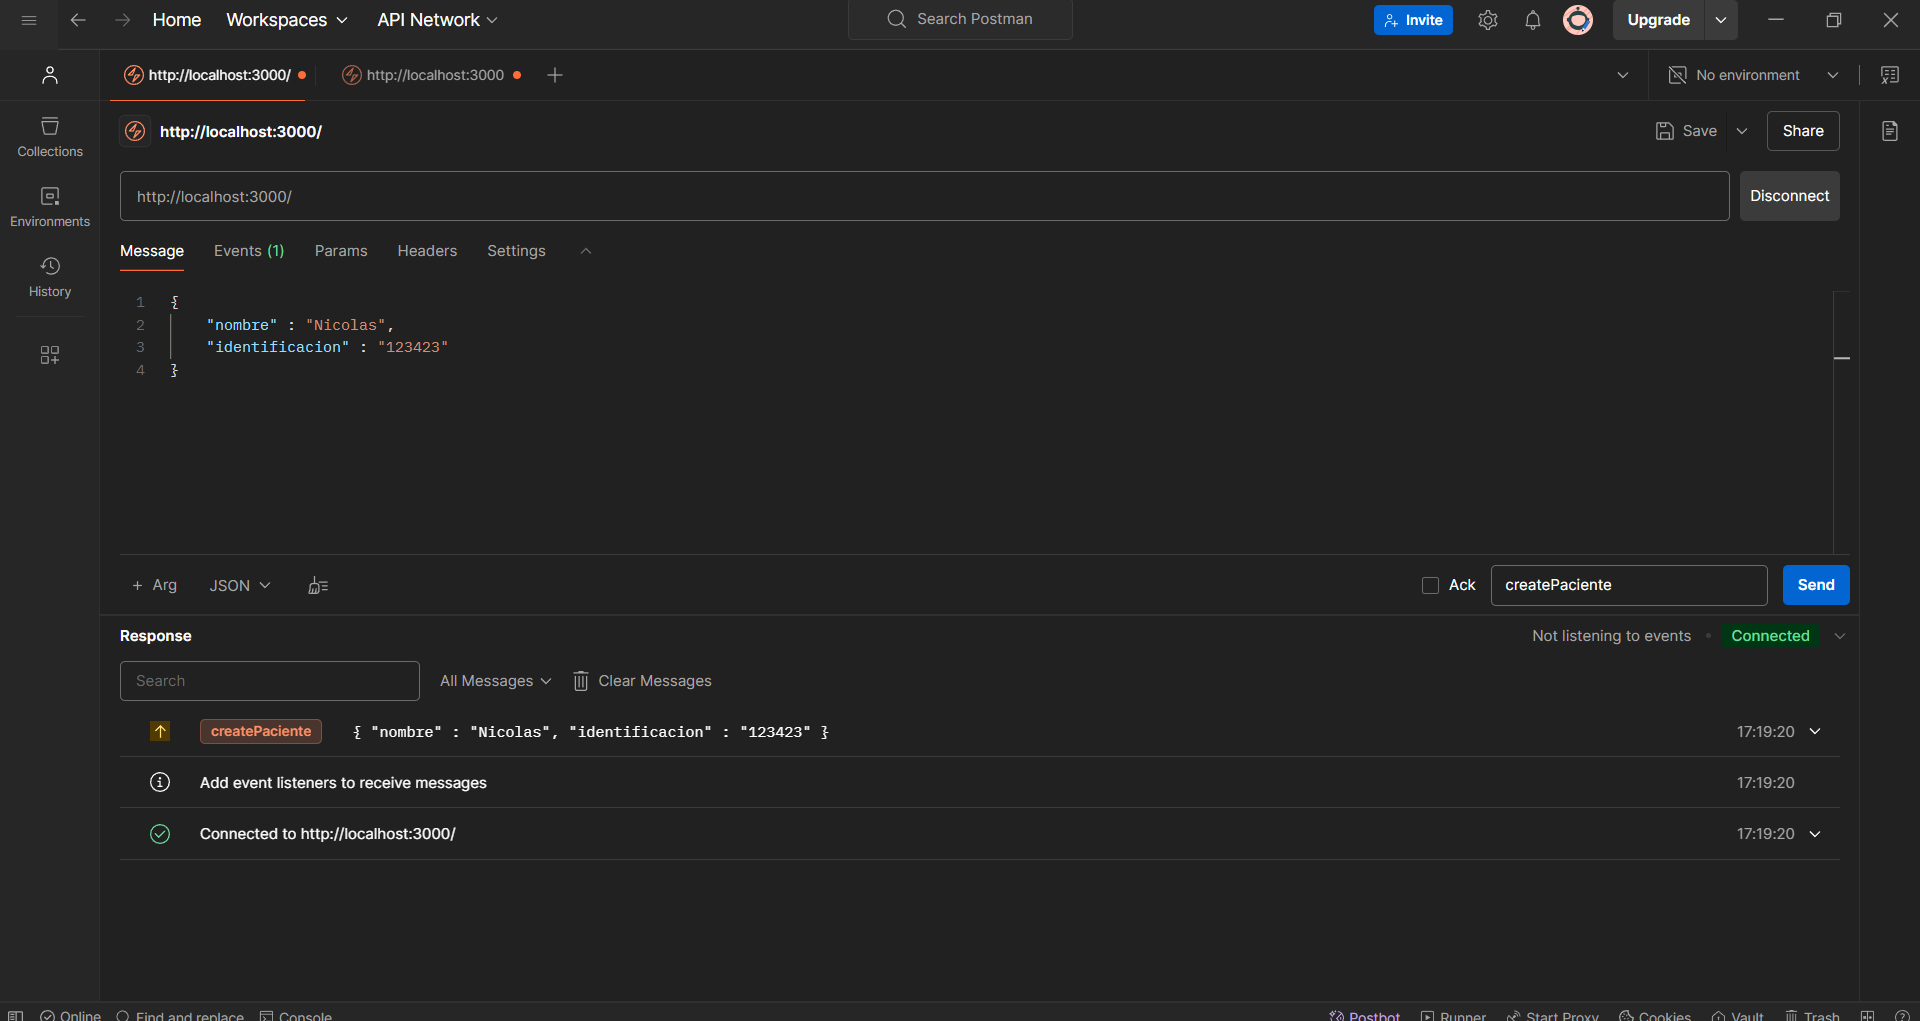 Home Workspaces API Network Search Postman Invite Upgrade
http://localhost:3000/ http://localhost:3000 No environment
http://localhost:3000/ Save Share
Collections
http://localhost:3000/ Disconnect
Environments
Message Events (1) Params Headers Settings
History
1 {
2 "nombre" : "Nicolas",
3 "identificacion" : "123423"
4 }
+ Arg JSON Ack createPaciente Send
Response Not listening to events Connected
Search All Messages Clear Messages
createPaciente { "nombre" : "Nicolas", "identificacion" : "123423" } 17:19:20
Add event listeners to receive messages 17:19:20
Connected to http://localhost:3000/ 17:19:20
Online Find and replace Console Postbot Runner Start Proxy Cookies Vault Trash